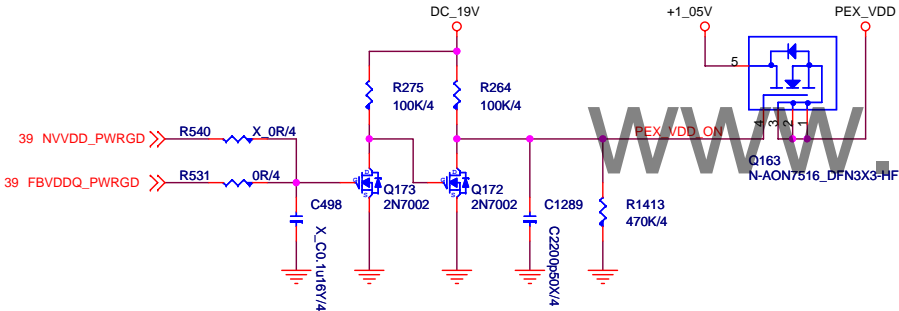 DC_19V
+1_05V
PEX_VDD
5
R275
100K/4
R264
100K/4
39 NVVDD_PWRGD
R540
X_0R/4
PEX_VDD_ON
4
3
2
1
WWW.
Q163
N-AON7516_DFN3X3-HF
39 FBVDDQ_PWRGD
R531
0R/4
Q173
2N7002
Q172
2N7002
C498
X_C0.1u16Y/4
C1289
C2200p50X/4
R1413
470K/4